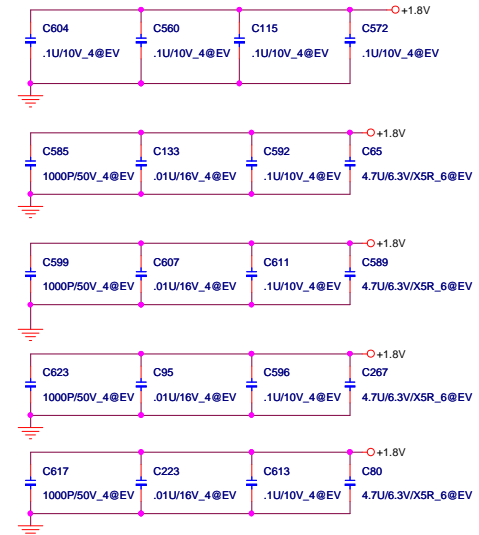 +1.8V
C604 C560 C115 C572
.1U/10V_4@EV .1U/10V_4@EV .1U/10V_4@EV .1U/10V_4@EV
+1.8V
C585 C133 C592 C65
1000P/50V_4@EV .01U/16V_4@EV .1U/10V_4@EV 4.7U/6.3V/X5R_6@EV
+1.8V
C599 C607 C611 C589
1000P/50V_4@EV .01U/16V_4@EV .1U/10V_4@EV 4.7U/6.3V/X5R_6@EV
+1.8V
C623 C95 C596 C267
1000P/50V_4@EV .01U/16V_4@EV .1U/10V_4@EV 4.7U/6.3V/X5R_6@EV
+1.8V
C617 C223 C613 C80
1000P/50V_4@EV .01U/16V_4@EV .1U/10V_4@EV 4.7U/6.3V/X5R_6@EV